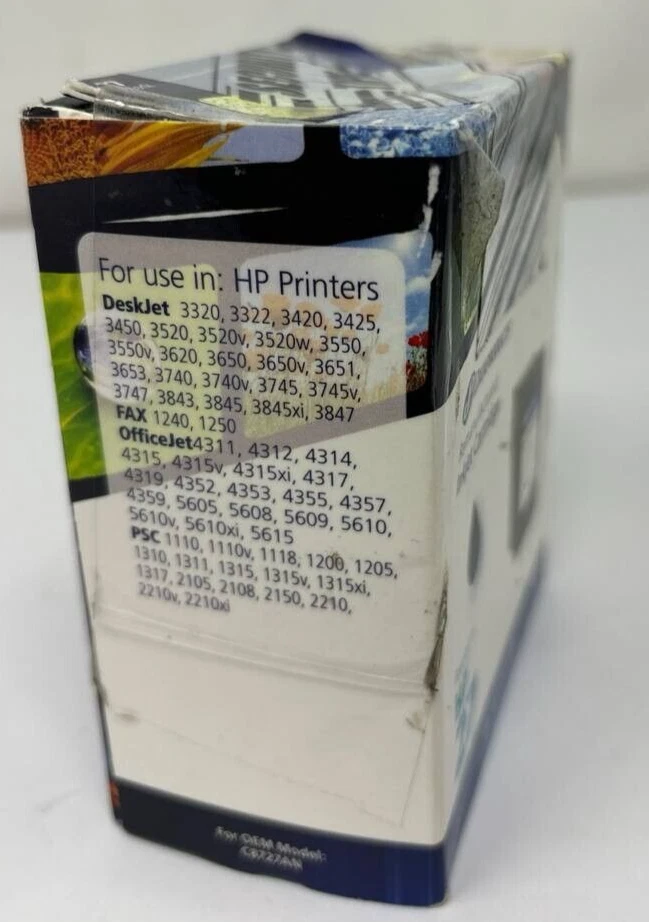 For use in: HP Printers
DeskJet 3320, 3322, 3420, 3425,
3450, 3520, 3520v, 3520w, 3550,
3550v, 3620, 3650, 3650v, 3651,
3653, 3740, 3740v, 3745, 3745v,
3747, 3843, 3845, 3845xi, 3847
FAX 1240, 1250
OfficeJet4311, 4312, 4314,
4315, 4315v, 4315xi, 4317,
4319, 4352, 4353, 4355, 4357,
4359, 5605, 5608, 5609, 5610,
5610v, 5610xi, 5615
PSC 1110, 1110v, 1118, 1200, 1205,
1310, 1311, 1315, 1315v, 1315xi,
1317, 2105, 2108, 2150, 2210,
2210v, 2210xi
For OEM Model:
C8727AN